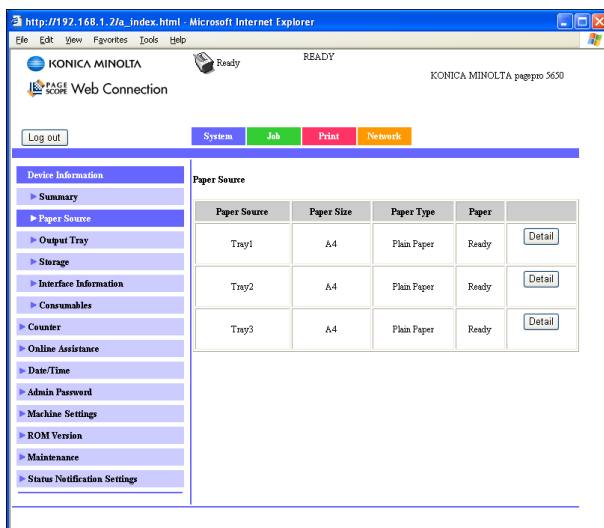 http://192.168.1.2/a_index.html - Microsoft Internet Explorer
File Edit View Favorites Tools Help
KONICA MINOLTA
Ready
READY
KONICA MINOLTA pagepro 5650
PAGE SCOPE Web Connection
Log out
System Job Print Network
Device Information
Summary
Paper Source
Output Tray
Storage
Interface Information
Consumables
Counter
Online Assistance
Date/Time
Admin Password
Machine Settings
ROM Version
Maintenance
Status Notification Settings
Paper Source
Paper Source Paper Size Paper Type Paper
Tray1 A4 Plain Paper Ready Detail
Tray2 A4 Plain Paper Ready Detail
Tray3 A4 Plain Paper Ready Detail